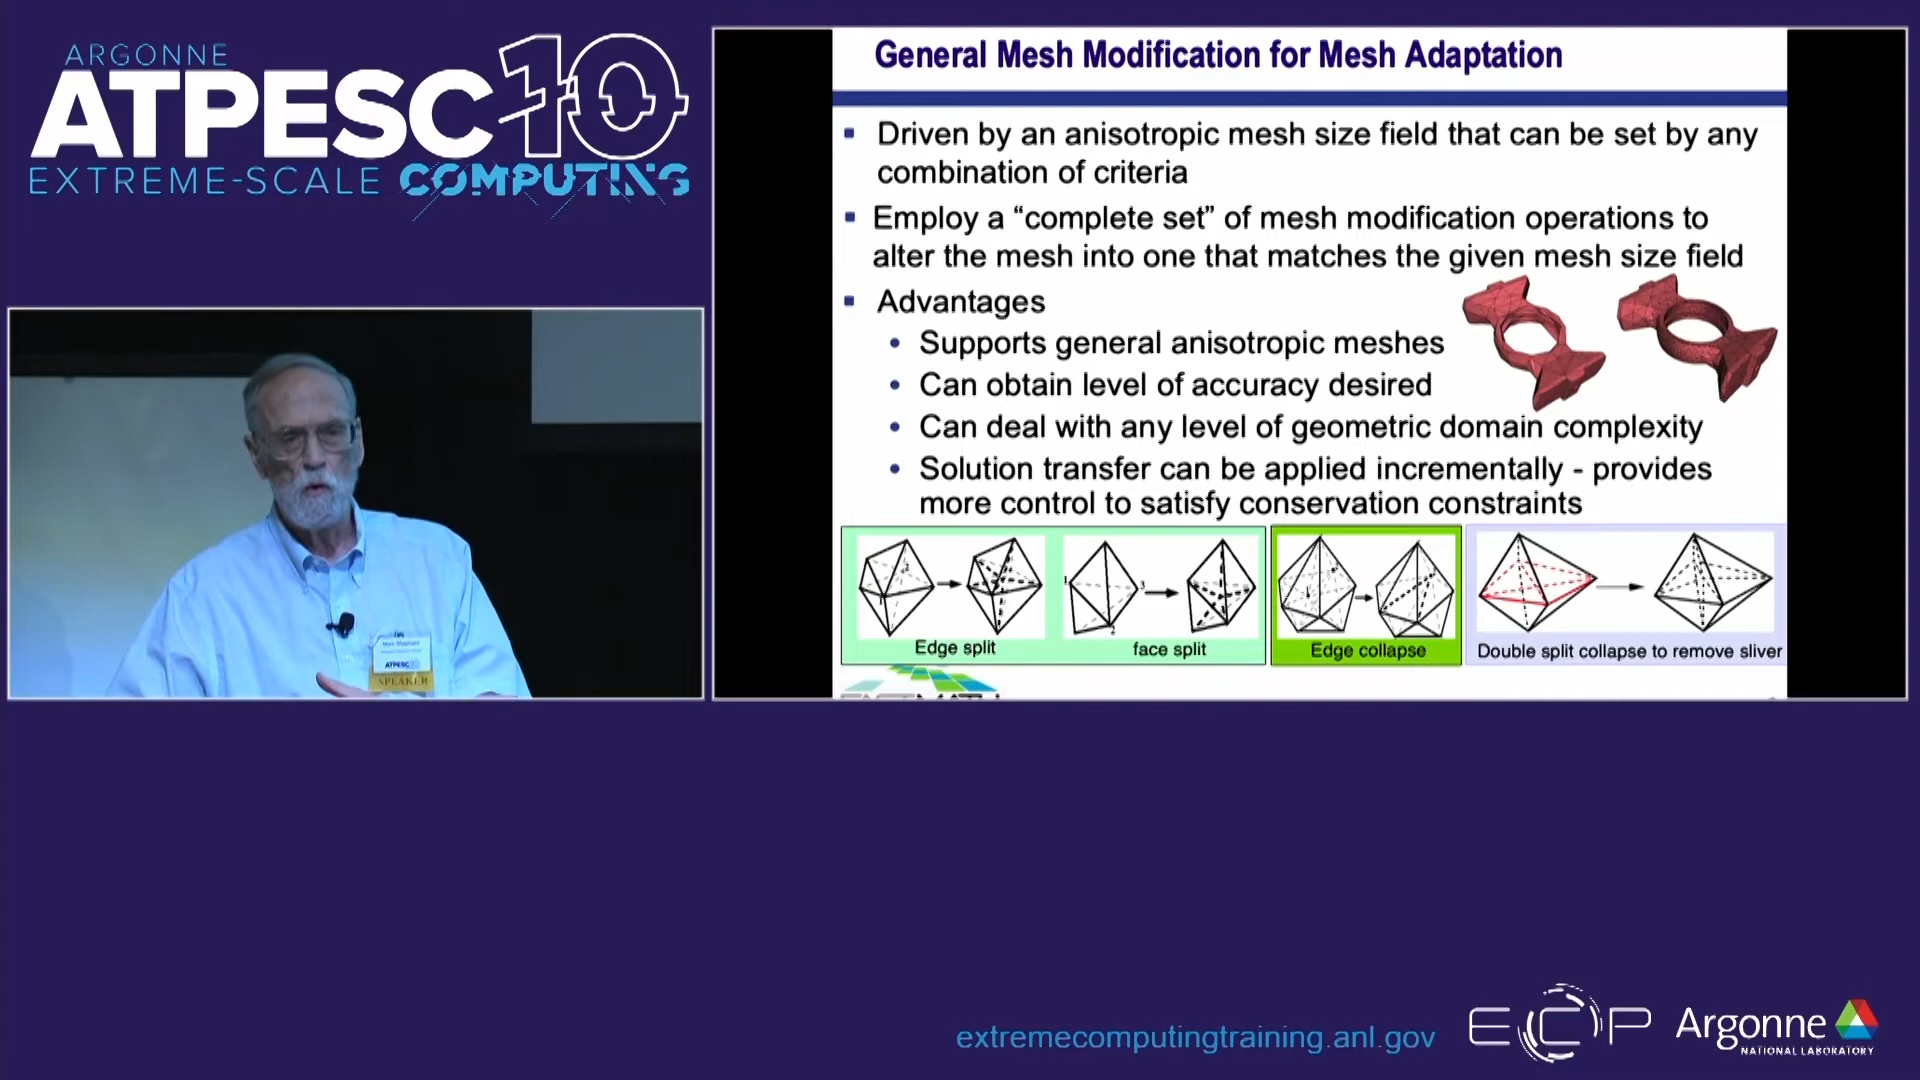 ARGONNE
ATPESC10
EXTREME-SCALE COMPUTING
General Mesh Modification for Mesh Adaptation
Driven by an anisotropic mesh size field that can be set by any
combination of criteria
Employ a “complete set” of mesh modification operations to
alter the mesh into one that matches the given mesh size field
Advantages
Supports general anisotropic meshes
Can obtain level of accuracy desired
Can deal with any level of geometric domain complexity
Solution transfer can be applied incrementally - provides
more control to satisfy conservation constraints
Edge split
face split
Edge collapse
Double split collapse to remove sliver
ATPESC
SPEAKER
extremecomputingtraining.anl.gov
ECP
Argonne
NATIONAL LABORATORY